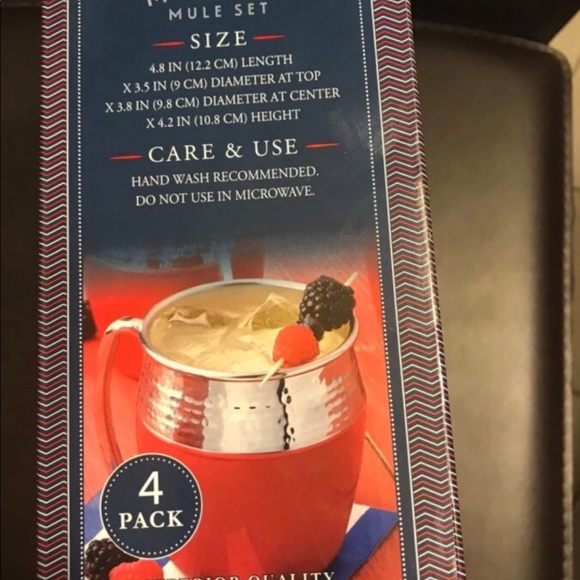 MULE SET
SIZE
4.8 IN (12.2 CM) LENGTH
X 3.5 IN (9 CM) DIAMETER AT TOP
X 3.8 IN (9.8 CM) DIAMETER AT CENTER
X 4.2 IN (10.8 CM) HEIGHT
CARE & USE
HAND WASH RECOMMENDED.
DO NOT USE IN MICROWAVE.
4
PACK
QUALITY